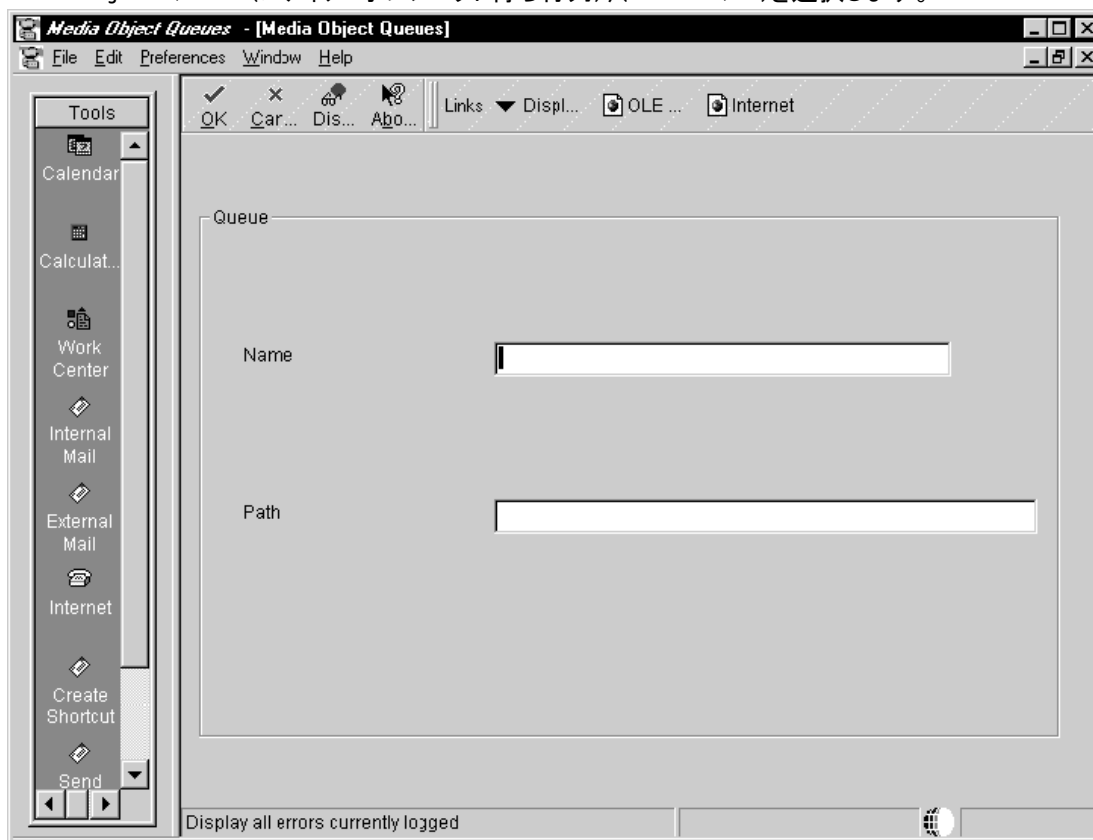 Media Object Queues - [Media Object Queues]
File Edit Preferences Window Help
Tools
OK Can... Dis... Abo... Links Displ... OLE ... Internet
Calendar
Calculat...
Work
Center
Internal
Mail
External
Mail
Internet
Create
Shortcut
Send
Queue
Name
Path
Display all errors currently logged